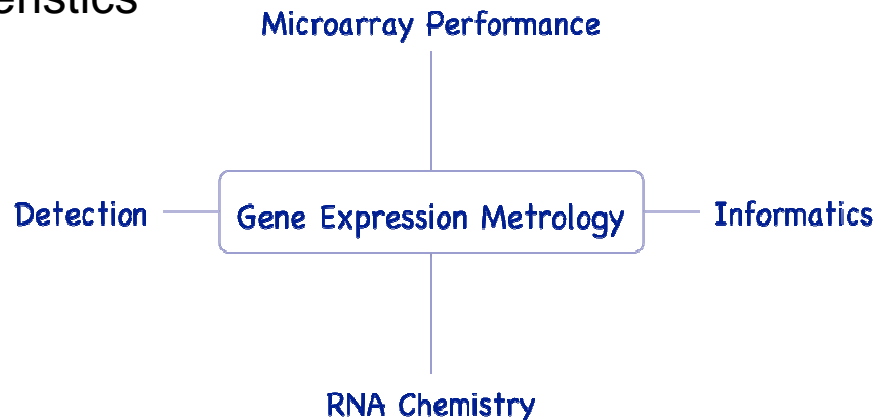 Microarray Performance
Detection
Gene Expression Metrology
Informatics
RNA Chemistry